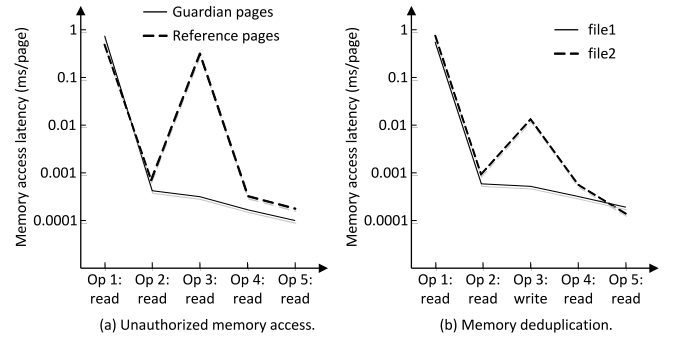 Guardian pages
Reference pages
Memory access latency (ms/page)
1
0.1
0.01
0.001
0.0001
Op 1: Op 2: Op 3: Op 4: Op 5:
read read read read read
(a) Unauthorized memory access.
file1
file2
Memory access latency (ms/page)
1
0.1
0.01
0.001
0.0001
Op 1: Op 2: Op 3: Op 4: Op 5:
read read write read read
(b) Memory deduplication.